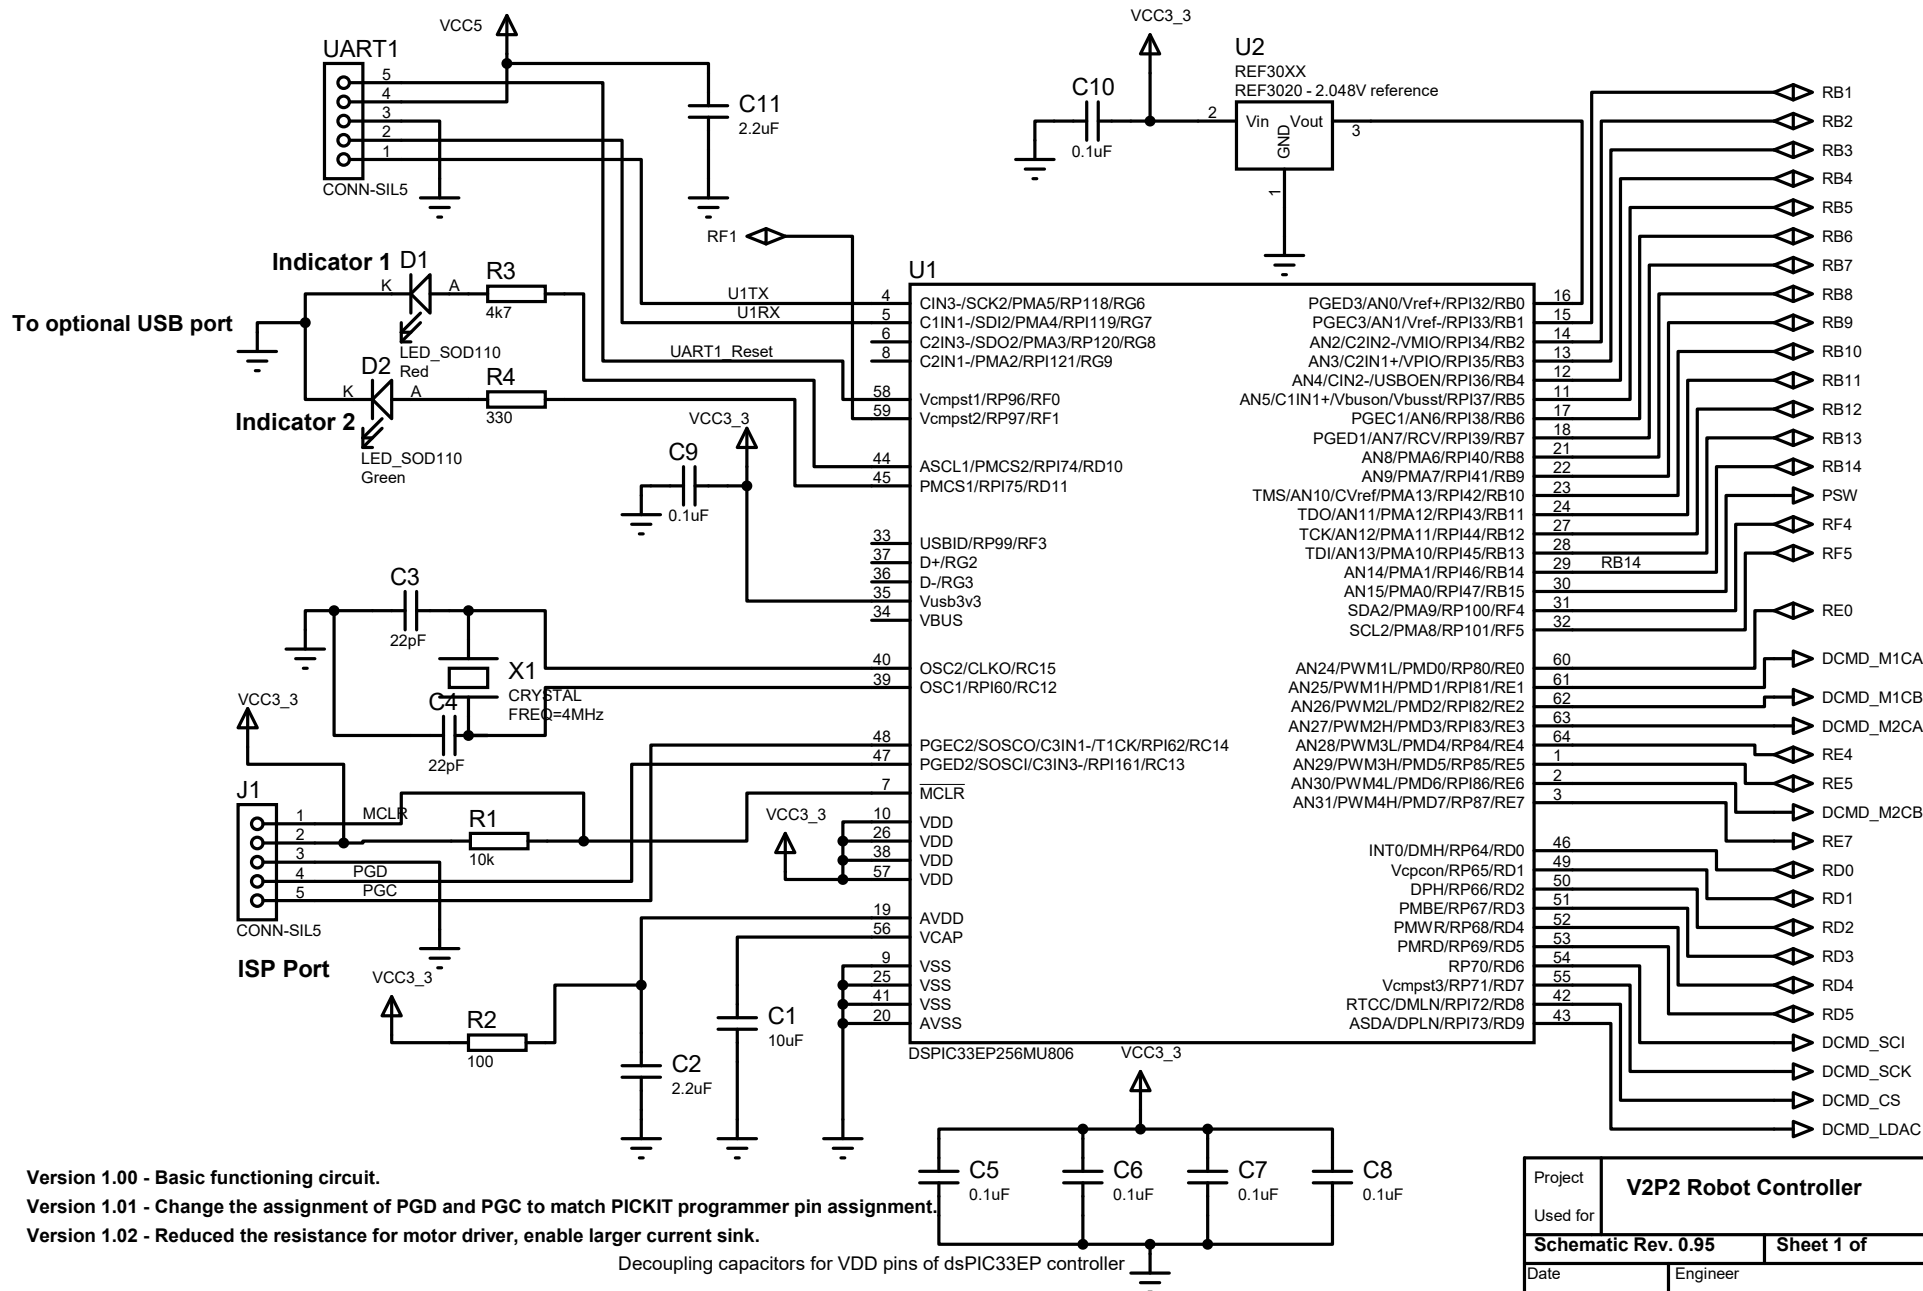 VCC5
UART1
5
4
3
2
1
CONN-SIL5
C11
2.2uF
VCC3_3
C10
0.1uF
U2
REF30XX
REF3020 - 2.048V reference
2
Vin
Vout
GND
3
1
RF1
Indicator 1
D1
K
A
R3
4k7
LED_SOD110
Red
To optional USB port
D2
K
A
R4
330
Indicator 2
LED_SOD110
Green
U1TX
U1RX
UART1_Reset
VCC3_3
C9
0.1uF
C3
22pF
X1
CRYSTAL
FREQ=4MHz
C4
22pF
VCC3_3
J1
1
2
3
4
5
MCLR
PGD
PGC
CONN-SIL5
ISP Port
R1
10k
VCC3_3
VCC3_3
R2
100
C2
2.2uF
C1
10uF
U1
4 CIN3-/SCK2/PMA5/RP118/RG6
5 C1IN1-/SDI2/PMA4/RPI119/RG7
6 C2IN3-/SDO2/PMA3/RP120/RG8
8 C2IN1-/PMA2/RPI121/RG9
58 Vcmpst1/RP96/RF0
59 Vcmpst2/RP97/RF1
44 ASCL1/PMCS2/RPI74/RD10
45 PMCS1/RPI75/RD11
33 USBID/RP99/RF3
37 D+/RG2
36 D-/RG3
35 Vusb3v3
34 VBUS
40 OSC2/CLKO/RC15
39 OSC1/RPI60/RC12
48 PGEC2/SOSCO/C3IN1-/T1CK/RPI62/RC14
47 PGED2/SOSCI/C3IN3-/RPI161/RC13
7 MCLR
10 VDD
26 VDD
38 VDD
57 VDD
19 AVDD
56 VCAP
9 VSS
25 VSS
41 VSS
20 AVSS
PGED3/AN0/Vref+/RPI32/RB0 16
PGEC3/AN1/Vref-/RPI33/RB1 15
AN2/C2IN2-/VMIO/RPI34/RB2 14
AN3/C2IN1+/VPIO/RPI35/RB3 13
AN4/CIN2-/USBOEN/RPI36/RB4 12
AN5/C1IN1+/Vbuson/Vbusst/RPI37/RB5 11
PGEC1/AN6/RPI38/RB6 17
PGED1/AN7/RCV/RPI39/RB7 18
AN8/PMA6/RPI40/RB8 21
AN9/PMA7/RPI41/RB9 22
TMS/AN10/CVref/PMA13/RPI42/RB10 23
TDO/AN11/PMA12/RPI43/RB11 24
TCK/AN12/PMA11/RPI44/RB12 27
TDI/AN13/PMA10/RPI45/RB13 28
AN14/PMA1/RPI46/RB14 29 RB14
AN15/PMA0/RPI47/RB15 30
SDA2/PMA9/RP100/RF4 31
SCL2/PMA8/RP101/RF5 32
AN24/PWM1L/PMD0/RP80/RE0 60
AN25/PWM1H/PMD1/RPI81/RE1 61
AN26/PWM2L/PMD2/RPI82/RE2 62
AN27/PWM2H/PMD3/RPI83/RE3 63
AN28/PWM3L/PMD4/RP84/RE4 64
AN29/PWM3H/PMD5/RP85/RE5 1
AN30/PWM4L/PMD6/RPI86/RE6 2
AN31/PWM4H/PMD7/RP87/RE7 3
INT0/DMH/RP64/RD0 46
Vcpcon/RP65/RD1 49
DPH/RP66/RD2 50
PMBE/RP67/RD3 51
PMWR/RP68/RD4 52
PMRD/RP69/RD5 53
RP70/RD6 54
Vcmpst3/RP71/RD7 55
RTCC/DMLN/RPI72/RD8 42
ASDA/DPLN/RPI73/RD9 43
DSPIC33EP256MU806
RB1
RB2
RB3
RB4
RB5
RB6
RB7
RB8
RB9
RB10
RB11
RB12
RB13
RB14
PSW
RF4
RF5
RE0
DCMD_M1CA
DCMD_M1CB
DCMD_M2CA
RE4
RE5
DCMD_M2CB
RE7
RD0
RD1
RD2
RD3
RD4
RD5
DCMD_SCI
DCMD_SCK
DCMD_CS
DCMD_LDAC
VCC3_3
C5
0.1uF
C6
0.1uF
C7
0.1uF
C8
0.1uF
Decoupling capacitors for VDD pins of dsPIC33EP controller
Version 1.00 - Basic functioning circuit.
Version 1.01 - Change the assignment of PGD and PGC to match PICKIT programmer pin assignment.
Version 1.02 - Reduced the resistance for motor driver, enable larger current sink.
Project
V2P2 Robot Controller
Used for
Schematic Rev. 0.95
Sheet 1 of
Date
Engineer